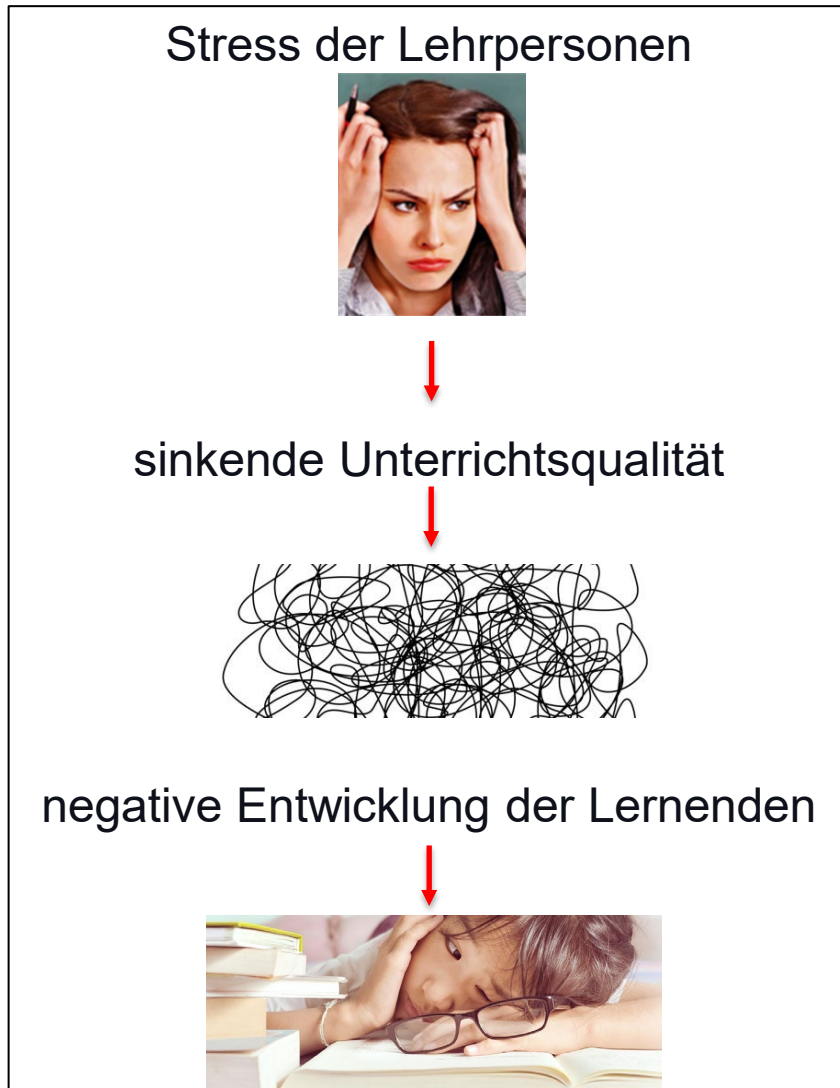 Stress der Lehrpersonen
sinkende Unterrichtsqualität
negative Entwicklung der Lernenden